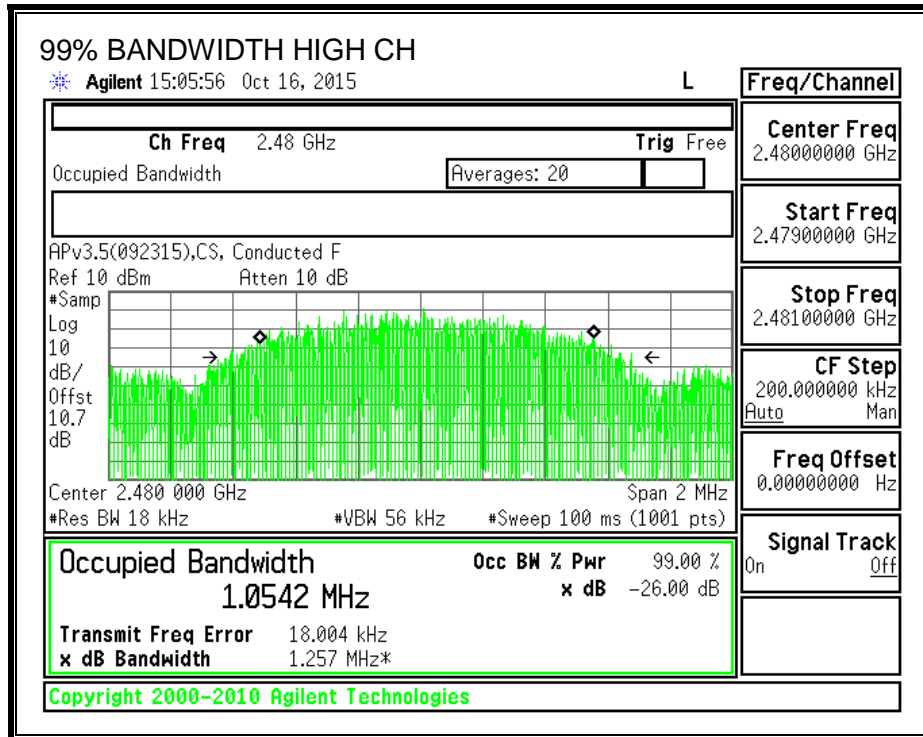 99% BANDWIDTH HIGH CH
Agilent 15:05:56 Oct 16, 2015 L
Freq/Channel
Ch Freq 2.48 GHz Trig Free
Occupied Bandwidth Averages: 20
APv3.5(092315),CS, Conducted F
Ref 10 dBm Atten 10 dB
#Samp
Log
10
dB/
Offst
10.7
dB
Center 2.480 000 GHz Span 2 MHz
#Res BW 18 kHz #VBW 56 kHz #Sweep 100 ms (1001 pts)
Occupied Bandwidth
1.0542 MHz
Occ BW % Pwr 99.00 %
x dB -26.00 dB
Transmit Freq Error 18.004 kHz
x dB Bandwidth 1.257 MHz*
Copyright 2000-2010 Agilent Technologies
Center Freq
2.48000000 GHz
Start Freq
2.47900000 GHz
Stop Freq
2.48100000 GHz
CF Step
200.000000 kHz
Auto Man
Freq Offset
0.00000000 Hz
Signal Track
On Off